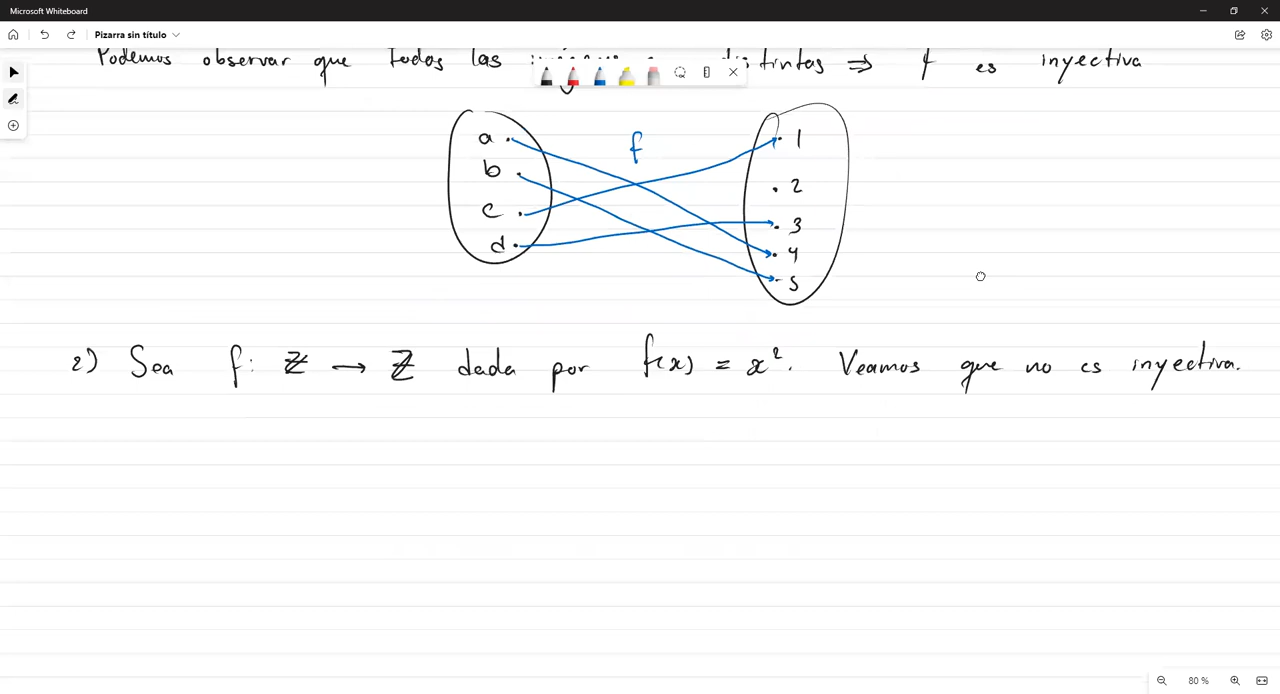 Microsoft Whiteboard
Pizarra sin título
Podemos observar que todas las distintas ⇒ f es inyectiva
f
a
b
c
d
1
2
3
4
5
2) Sea f: ℤ → ℤ dada por f(x) = x². Veamos que no es inyectiva.
80 %